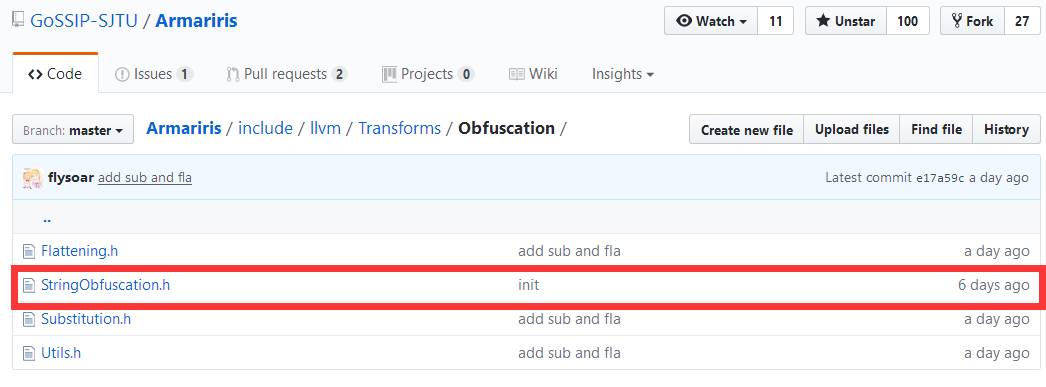 GoSSIP-SJTU / Armariris Watch 11 Unstar 100 Fork 27
Code Issues 1 Pull requests 2 Projects 0 Wiki Insights
Branch: master Armariris / include / llvm / Transforms / Obfuscation / Create new file Upload files Find file History
flysoar add sub and fla Latest commit e17a59c a day ago
..
Flattening.h add sub and fla a day ago
StringObfuscation.h init 6 days ago
Substitution.h add sub and fla a day ago
Utils.h add sub and fla a day ago